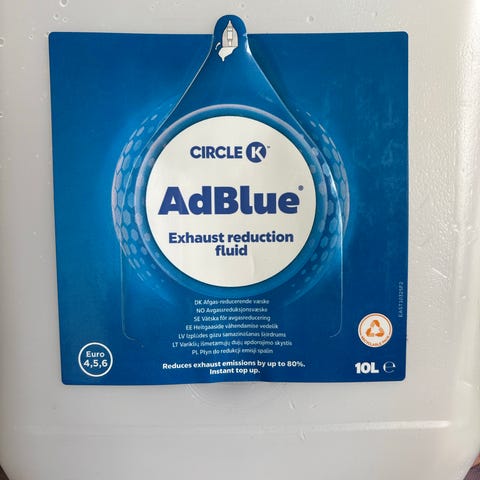 CIRCLE K
AdBlue®
Exhaust reduction
fluid
DK Afgas-reducerende væske
NO Avgassreduksjonsvæske
SE Vätska för avgasreducering
EE Heitgaaside vähendamise vedelik
LV Izplūdes gāzu samazināšanas šķidrums
LT Variklių išmetamųjų dujų apdorojimo skystis
PL Płyn do redukcji emisji spalin
Reduces exhaust emissions by up to 80%.
Instant top up.
Euro
4,5,6
10L ℮